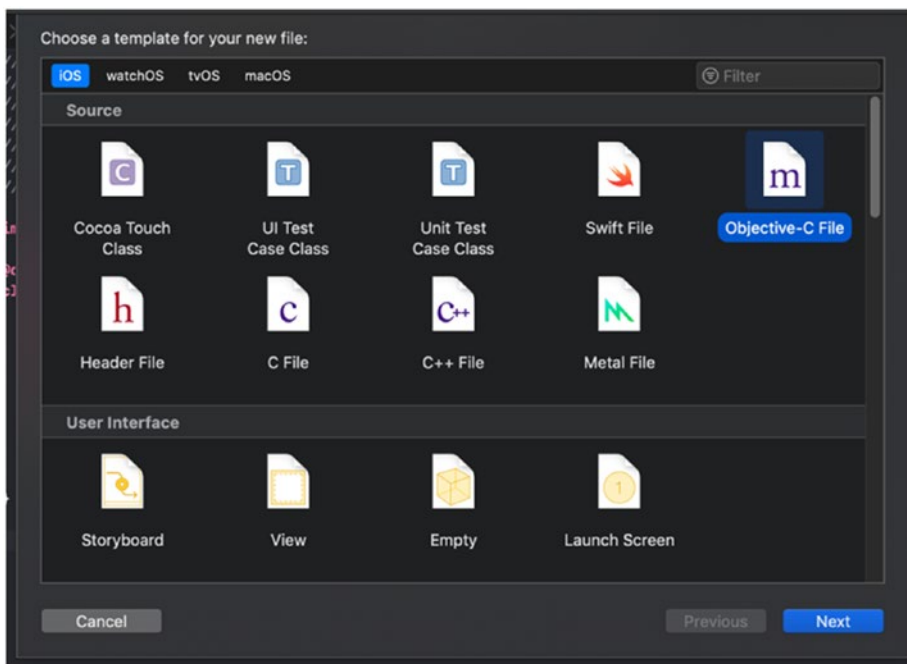 Choose a template for your new file:
iOS watchOS tvOS macOS Filter
Source
C T T m
Cocoa Touch Class UI Test Case Class Unit Test Case Class Swift File Objective-C File
h c C++
Header File C File C++ File Metal File
User Interface
1
Storyboard View Empty Launch Screen
Cancel Previous Next